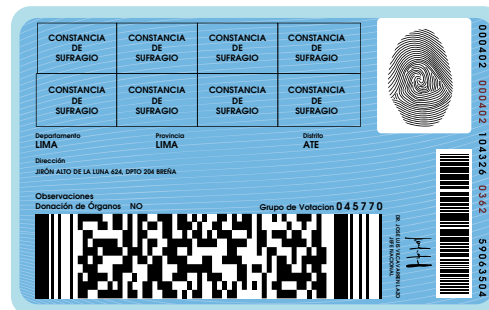 CONSTANCIA DE SUFRAGIO
CONSTANCIA DE SUFRAGIO
CONSTANCIA DE SUFRAGIO
CONSTANCIA DE SUFRAGIO
CONSTANCIA DE SUFRAGIO
CONSTANCIA DE SUFRAGIO
CONSTANCIA DE SUFRAGIO
CONSTANCIA DE SUFRAGIO
Departamento Provincia Distrito
LIMA LIMA ATE
Dirección
JIRÓN ALTO DE LA LUNA 624, DPTO 204 BREÑA
Observaciones
Donación de Órganos NO Grupo de Votacion 045770
JEFE NACIONAL
000402 000402 104326 0362 59063504